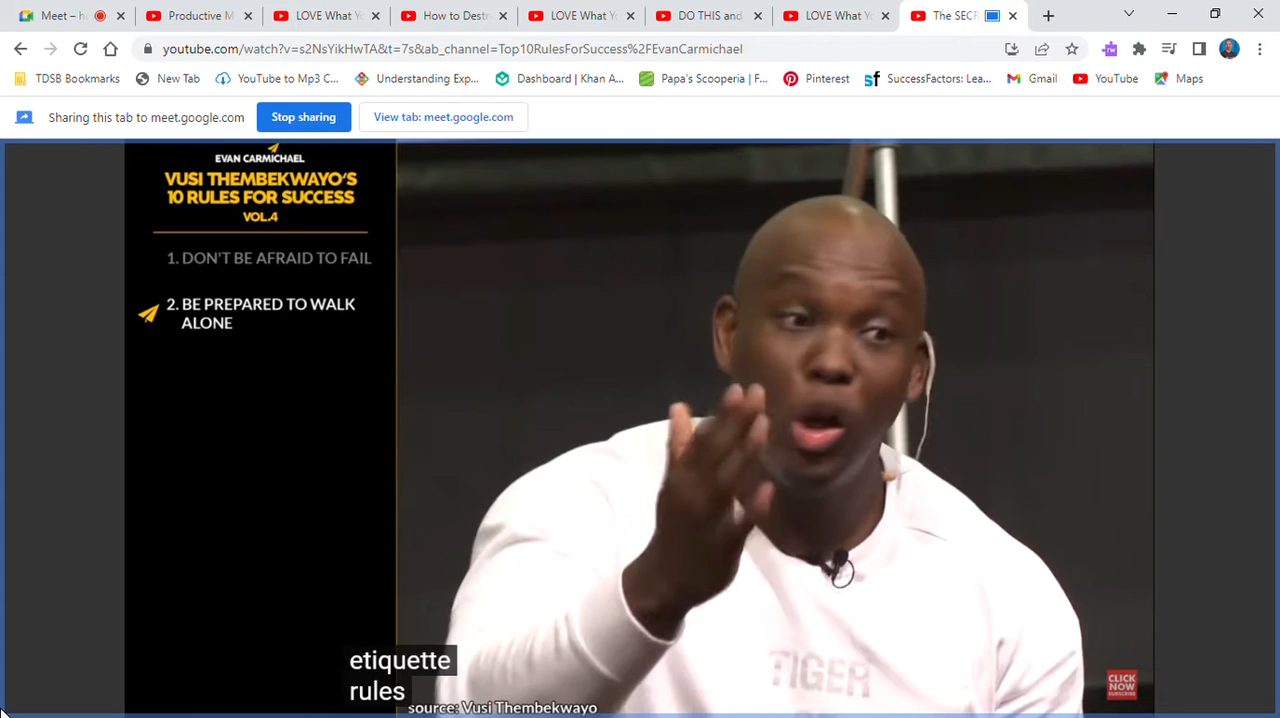 Meet – h
Productive M
LOVE What Yo
How to Destr
LOVE What Yo
DO THIS and
LOVE What Yo
The SECR
youtube.com/watch?v=s2NsYikHwTA&t=7s&ab_channel=Top10RulesForSuccess%2FEvanCarmichael
TDSB Bookmarks
New Tab
YouTube to Mp3 C...
Understanding Exp...
Dashboard | Khan A...
Papa's Scooperia | F...
Pinterest
SuccessFactors: Lea...
Gmail
YouTube
Maps
Sharing this tab to meet.google.com
Stop sharing
View tab: meet.google.com
EVAN CARMICHAEL
VUSI THEMBEKWAYO'S
10 RULES FOR SUCCESS
VOL.4
1. DON'T BE AFRAID TO FAIL
2. BE PREPARED TO WALK
ALONE
TIGER
etiquette
rules
source: Vusi Thembekwayo
CLICK
NOW
SUBSCRIBE